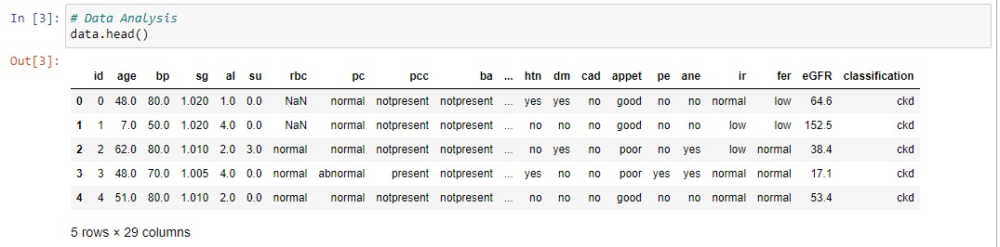 In [3]: # Data Analysis
data.head()
Out[3]:
id age bp sg al su rbc pc pcc ba ... htn dm cad appet pe ane ir fer eGFR classification
0 0 48.0 80.0 1.020 1.0 0.0 NaN normal notpresent notpresent ... yes yes no good no no normal low 64.6 ckd
1 1 7.0 50.0 1.020 4.0 0.0 NaN normal notpresent notpresent ... no no no good no no low low 152.5 ckd
2 2 62.0 80.0 1.010 2.0 3.0 normal normal notpresent notpresent ... no yes no poor no yes low normal 38.4 ckd
3 3 48.0 70.0 1.005 4.0 0.0 normal abnormal present notpresent ... yes no no poor yes yes normal normal 17.1 ckd
4 4 51.0 80.0 1.010 2.0 0.0 normal normal notpresent notpresent ... no no no good no no normal normal 53.4 ckd
5 rows × 29 columns